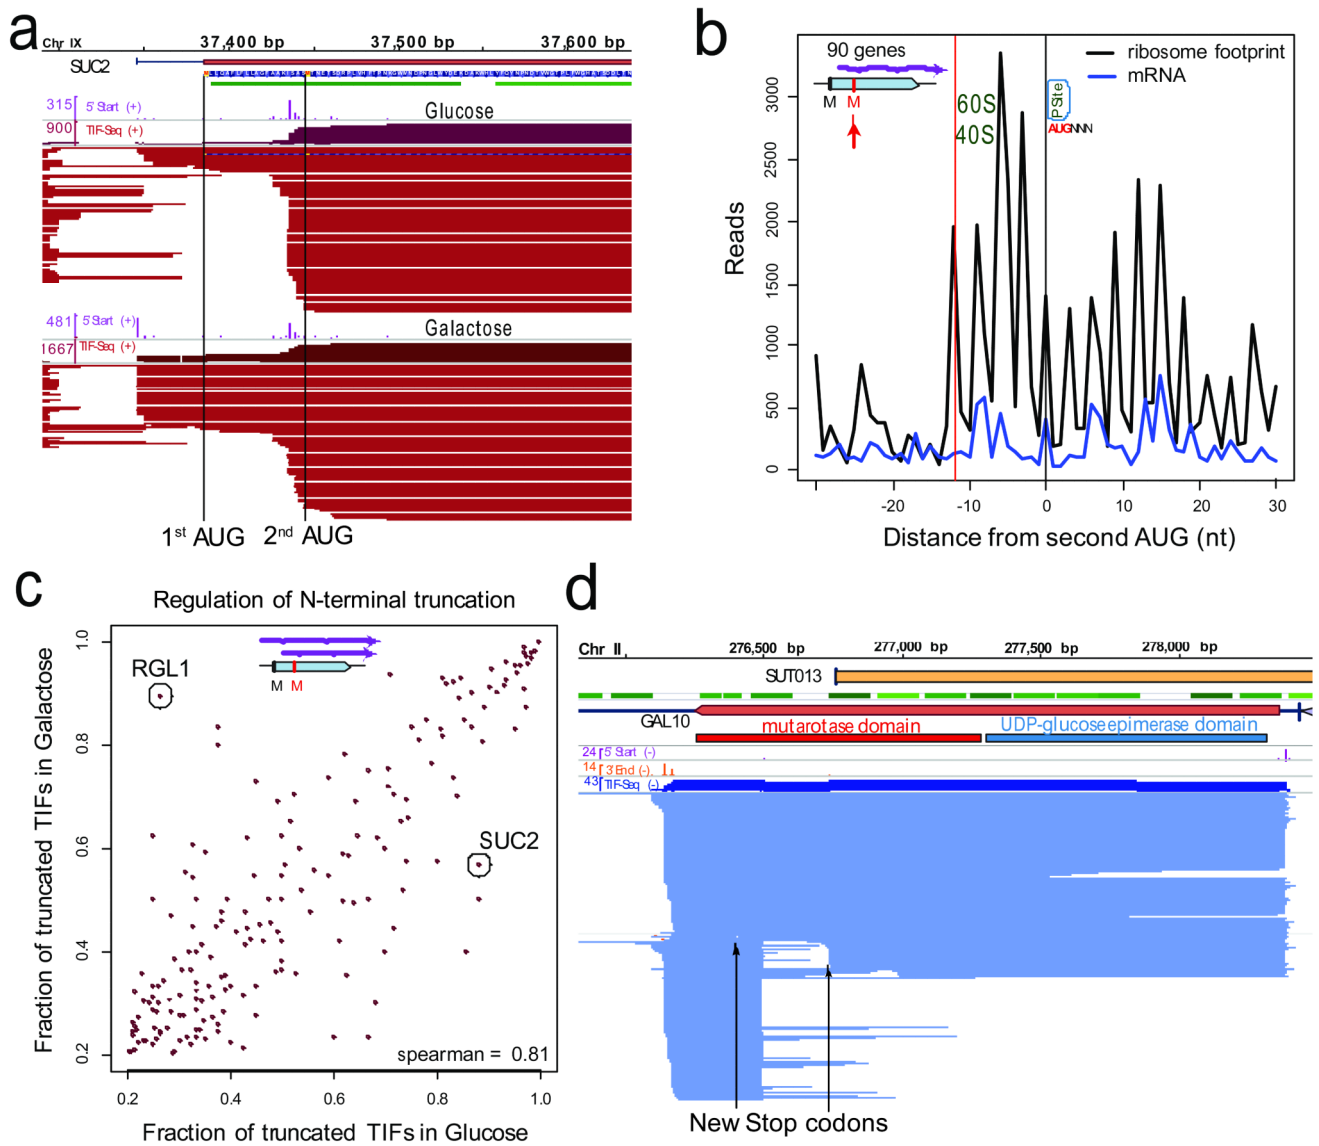 a
Chr IX
37,400 bp
37,500 bp
37,600 bp
SUC2
315
5' Start (+)
Glucose
900
TIF-Seq (+)
481
5' Start (+)
Galactose
1667
TIF-Seq (+)
1st AUG
2nd AUG
b
90 genes
M
M
ribosome footprint
mRNA
60S
40S
P Site
AUGNNN
Reads
3000
2500
2000
1500
1000
500
0
-20
-10
0
10
20
30
Distance from second AUG (nt)
c
Regulation of N-terminal truncation
RGL1
M
M
SUC2
spearman = 0.81
Fraction of truncated TIFs in Galactose
1.0
0.8
0.6
0.4
0.2
0.2
0.4
0.6
0.8
1.0
Fraction of truncated TIFs in Glucose
d
Chr II
276,500 bp
277,000 bp
277,500 bp
278,000 bp
SUT013
GAL10
mutarotase domain
UDP-glucose epimerase domain
24
5' Start (-)
14
3' End (-)
43
TIF-Seq (-)
New Stop codons